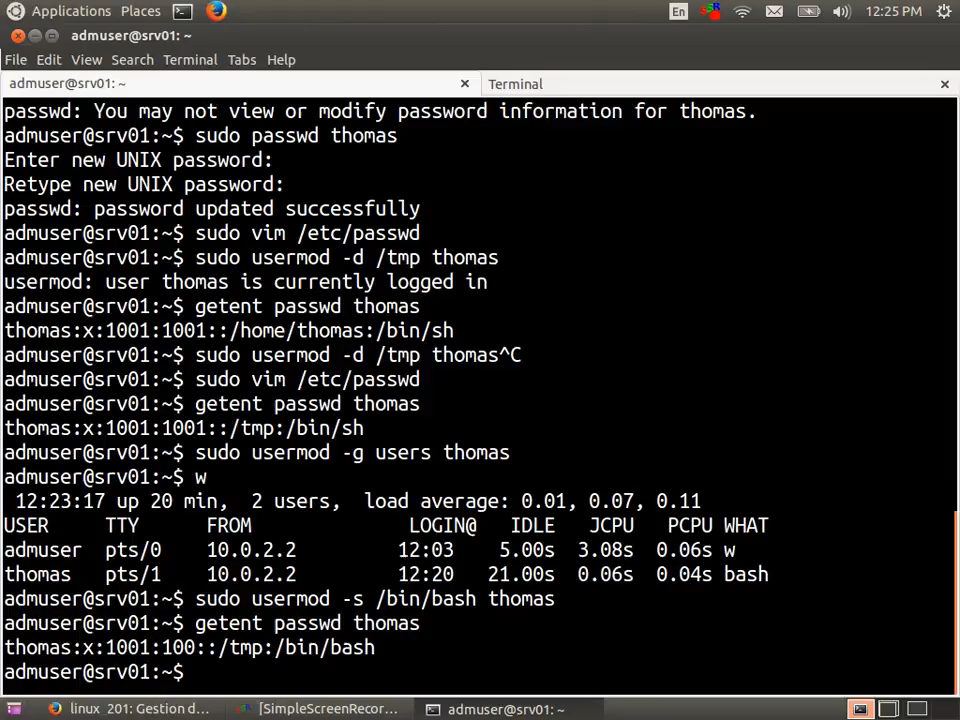 Applications Places En 12:25 PM
admuser@srv01: ~
File Edit View Search Terminal Tabs Help
admuser@srv01: ~ Terminal
passwd: You may not view or modify password information for thomas.
admuser@srv01:~$ sudo passwd thomas
Enter new UNIX password:
Retype new UNIX password:
passwd: password updated successfully
admuser@srv01:~$ sudo vim /etc/passwd
admuser@srv01:~$ sudo usermod -d /tmp thomas
usermod: user thomas is currently logged in
admuser@srv01:~$ getent passwd thomas
thomas:x:1001:1001::/home/thomas:/bin/sh
admuser@srv01:~$ sudo usermod -d /tmp thomas^C
admuser@srv01:~$ sudo vim /etc/passwd
admuser@srv01:~$ getent passwd thomas
thomas:x:1001:1001::/tmp:/bin/sh
admuser@srv01:~$ sudo usermod -g users thomas
admuser@srv01:~$ w
12:23:17 up 20 min, 2 users, load average: 0.01, 0.07, 0.11
USER TTY FROM LOGIN@ IDLE JCPU PCPU WHAT
admuser pts/0 10.0.2.2 12:03 5.00s 3.08s 0.06s w
thomas pts/1 10.0.2.2 12:20 21.00s 0.06s 0.04s bash
admuser@srv01:~$ sudo usermod -s /bin/bash thomas
admuser@srv01:~$ getent passwd thomas
thomas:x:1001:100::/tmp:/bin/bash
admuser@srv01:~$
linux_201: Gestion d... [SimpleScreenRecor... admuser@srv01: ~